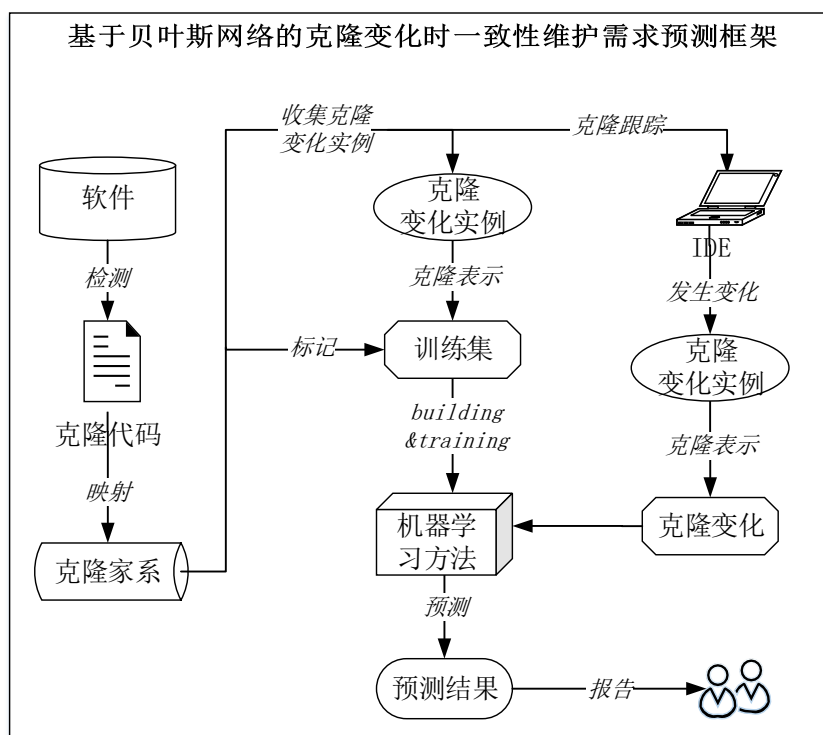 基于贝叶斯网络的克隆变化时一致性维护需求预测框架
收集克隆
变化实例
克隆跟踪
软件
克隆
变化实例
IDE
检测
克隆表示
发生变化
标记
训练集
克隆
变化实例
克隆代码
building
&training
克隆表示
映射
机器学
习方法
克隆变化
克隆家系
预测
预测结果
报告